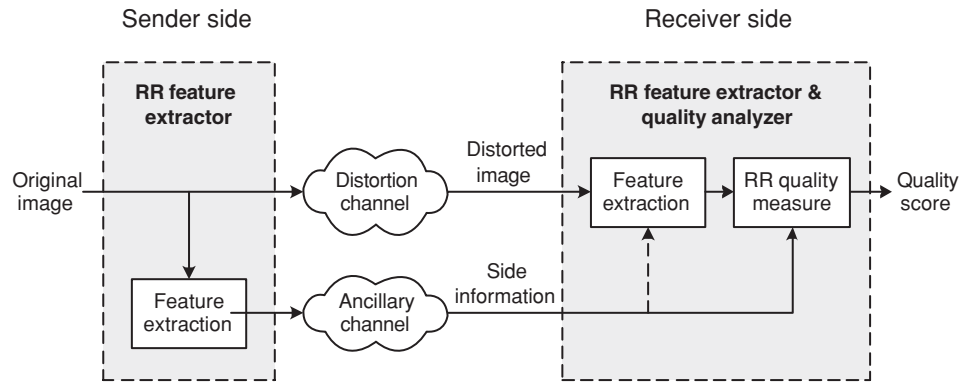 Sender side
Receiver side
RR feature
extractor
RR feature extractor &
quality analyzer
Original
image
Distortion
channel
Distorted
image
Feature
extraction
RR quality
measure
Quality
score
Feature
extraction
Ancillary
channel
Side
information